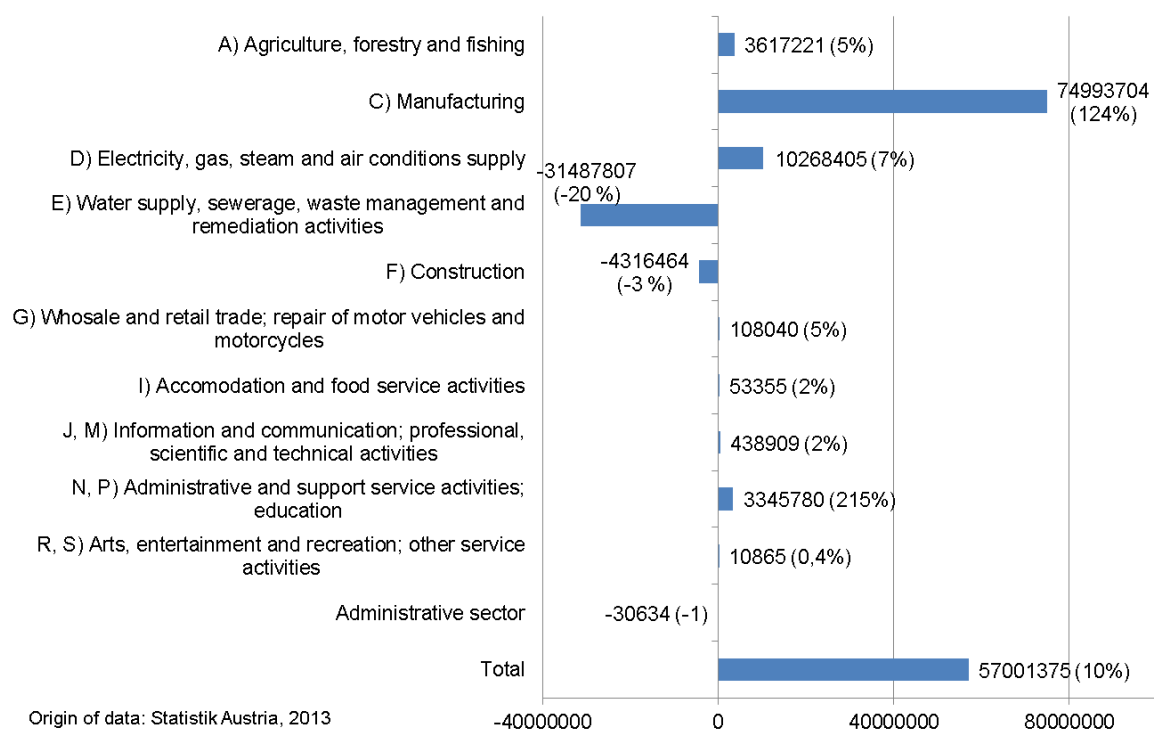 A) Agriculture, forestry and fishing
3617221 (5%)
C) Manufacturing
74993704
(124%)
D) Electricity, gas, steam and air conditions supply
10268405 (7%)
-31487807
(-20 %)
E) Water supply, sewerage, waste management and
remediation activities
F) Construction
-4316464
(-3 %)
G) Whosale and retail trade; repair of motor vehicles and
motorcycles
108040 (5%)
I) Accomodation and food service activities
53355 (2%)
J, M) Information and communication; professional,
scientific and technical activities
438909 (2%)
N, P) Administrative and support service activities;
education
3345780 (215%)
R, S) Arts, entertainment and recreation; other service
activities
10865 (0,4%)
Administrative sector
-30634 (-1)
Total
57001375 (10%)
Origin of data: Statistik Austria, 2013
-40000000
0
40000000
80000000